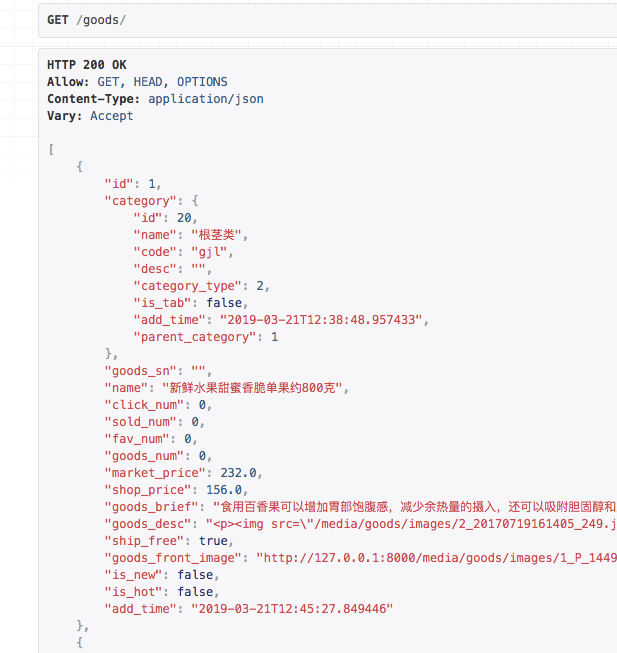 GET /goods/
HTTP 200 OK
Allow: GET, HEAD, OPTIONS
Content-Type: application/json
Vary: Accept
[
{
"id": 1,
"category": {
"id": 20,
"name": "根茎类",
"code": "gjl",
"desc": "",
"category_type": 2,
"is_tab": false,
"add_time": "2019-03-21T12:38:48.957433",
"parent_category": 1
},
"goods_sn": "",
"name": "新鲜水果甜蜜香脆单果约800克",
"click_num": 0,
"sold_num": 0,
"fav_num": 0,
"goods_num": 0,
"market_price": 232.0,
"shop_price": 156.0,
"goods_brief": "食用百香果可以增加胃部饱腹感，减少余热量的摄入，还可以吸附胆固醇和
"goods_desc": "<p><img src=\"/media/goods/images/2_20170719161405_249.j
"ship_free": true,
"goods_front_image": "http://127.0.0.1:8000/media/goods/images/1_P_1449
"is_new": false,
"is_hot": false,
"add_time": "2019-03-21T12:45:27.849446"
},
{